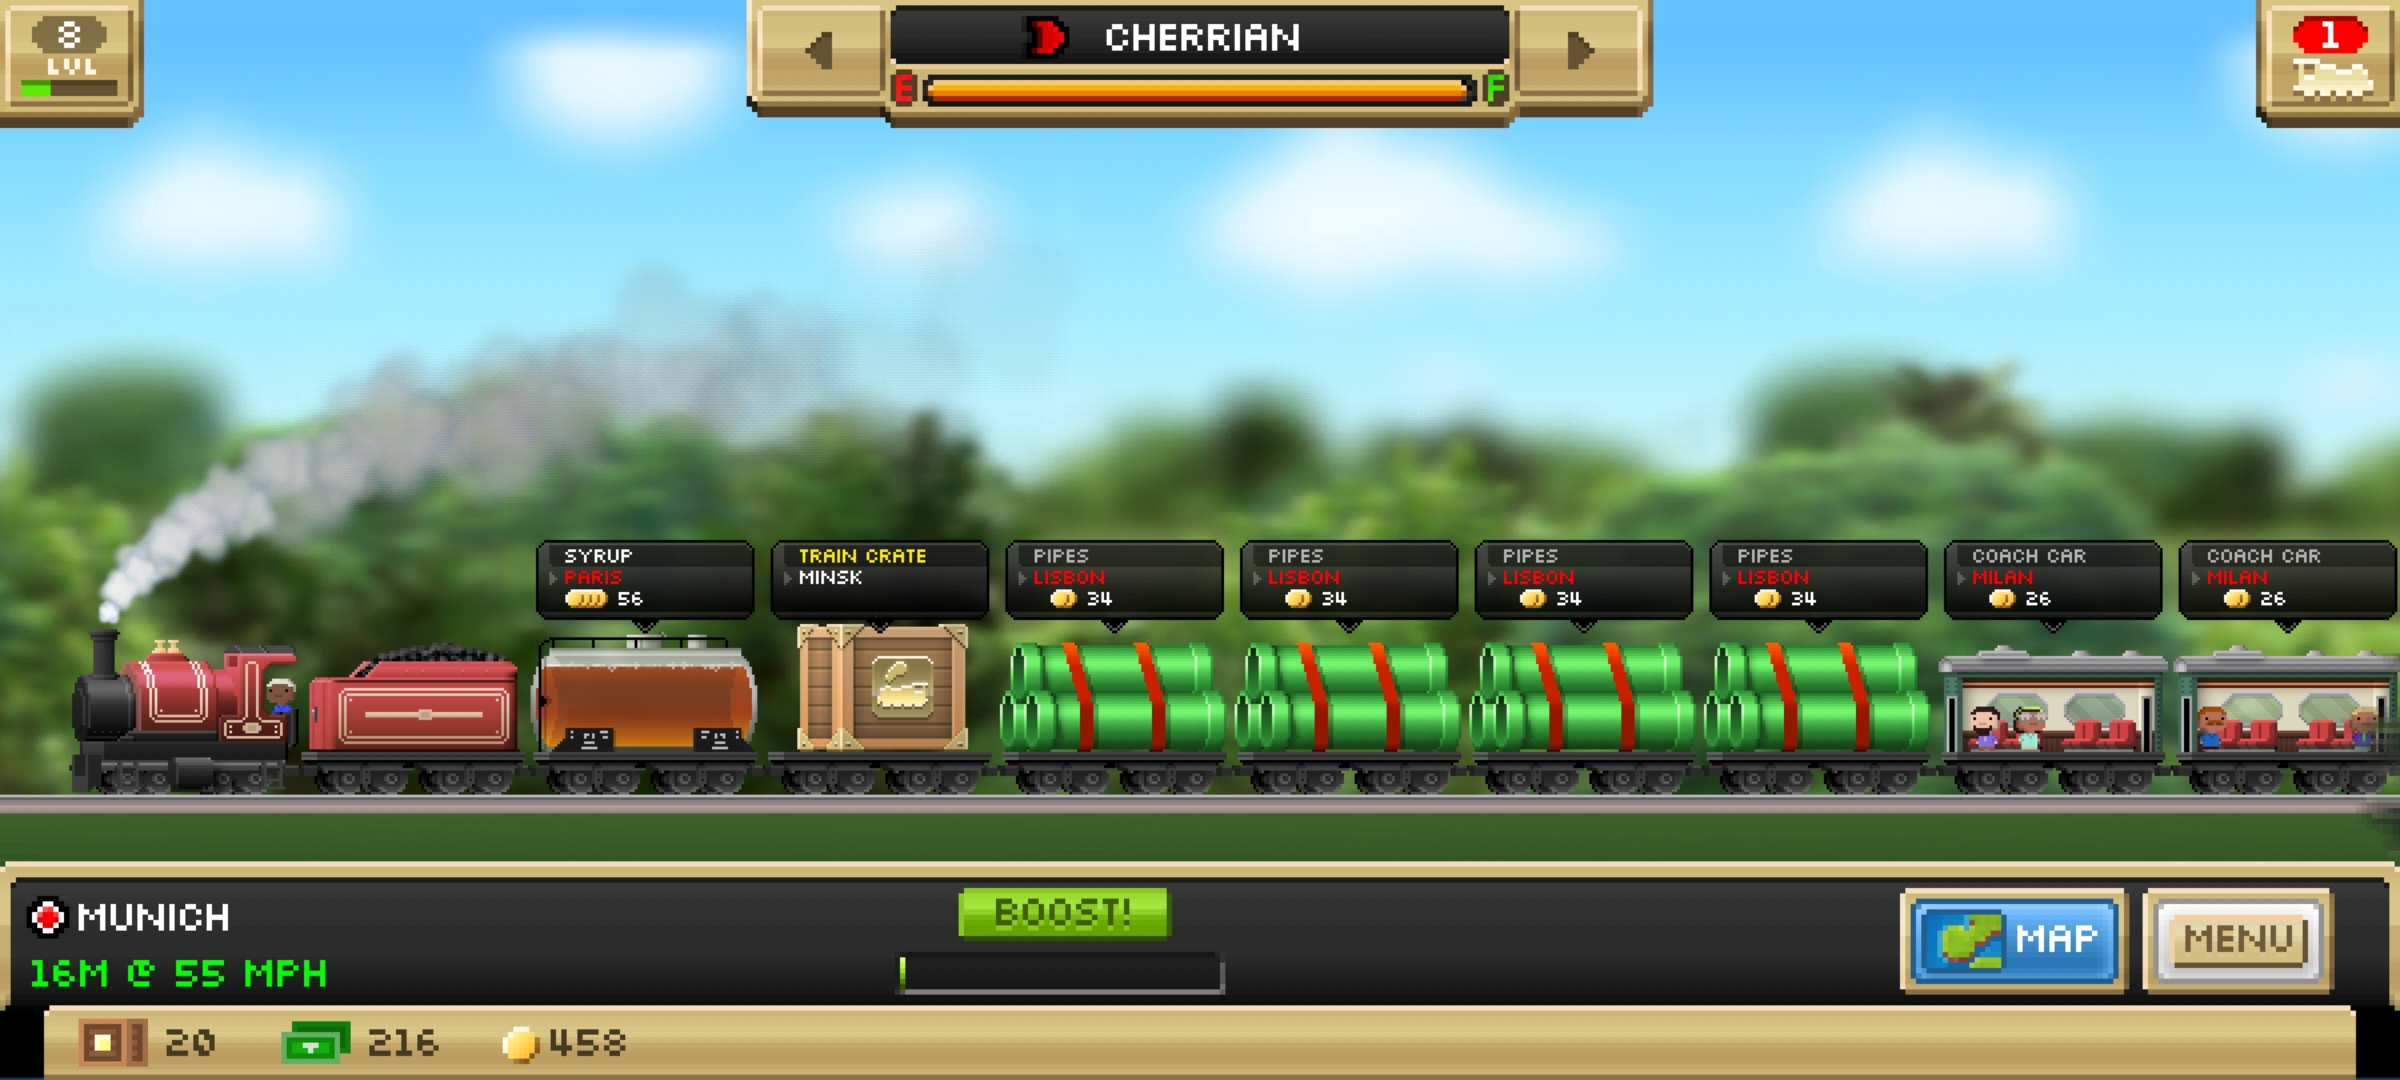 8
LVL
CHERRIAN
E F
1
SYRUP
PARIS
56
TRAIN CRATE
MINSK
PIPES
LISBON
34
PIPES
LISBON
34
PIPES
LISBON
34
PIPES
LISBON
34
COACH CAR
MILAN
26
COACH CAR
MILAN
26
MUNICH
16M @ 55 MPH
BOOST!
MAP
MENU
20
216
458